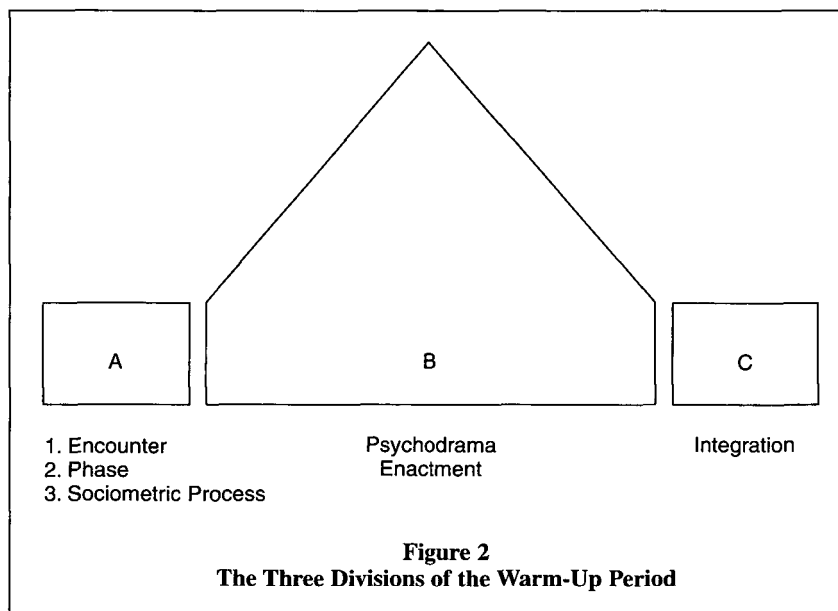 A
B
C
1. Encounter
2. Phase
3. Sociometric Process
Psychodrama
Enactment
Integration
Figure 2
The Three Divisions of the Warm-Up Period